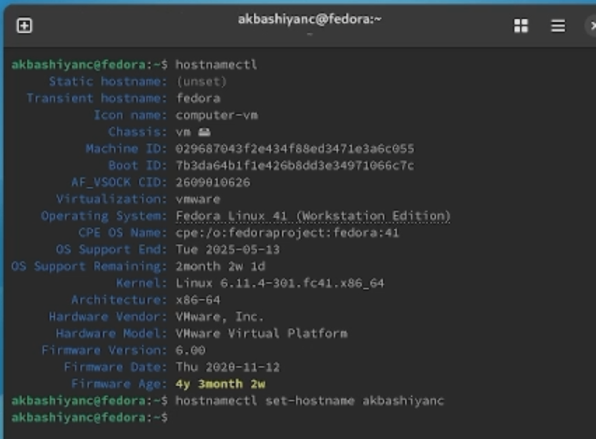 akbashiyanc@fedora:~
~
akbashiyanc@fedora:~$ hostnamectl
Static hostname: (unset)
Transient hostname: fedora
Icon name: computer-vm
Chassis: vm 🖴
Machine ID: 029687043f2e434f88ed3471e3a6c055
Boot ID: 7b3da64b1f1e426b8dd3e34971066c7c
AF_VSOCK CID: 2609010626
Virtualization: vmware
Operating System: Fedora Linux 41 (Workstation Edition)
CPE OS Name: cpe:/o:fedoraproject:fedora:41
OS Support End: Tue 2025-05-13
OS Support Remaining: 2month 2w 1d
Kernel: Linux 6.11.4-301.fc41.x86_64
Architecture: x86-64
Hardware Vendor: VMware, Inc.
Hardware Model: VMware Virtual Platform
Firmware Version: 6.00
Firmware Date: Thu 2020-11-12
Firmware Age: 4y 3month 2w
akbashiyanc@fedora:~$ hostnamectl set-hostname akbashiyanc
akbashiyanc@fedora:~$